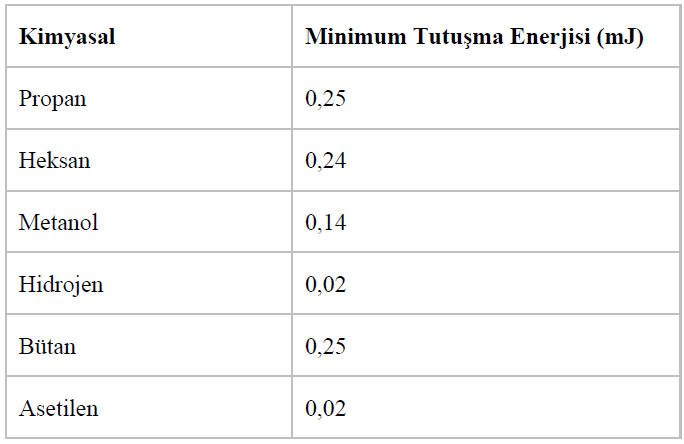 Kimyasal Minimum Tutuşma Enerjisi (mJ)
Propan 0,25
Heksan 0,24
Metanol 0,14
Hidrojen 0,02
Bütan 0,25
Asetilen 0,02